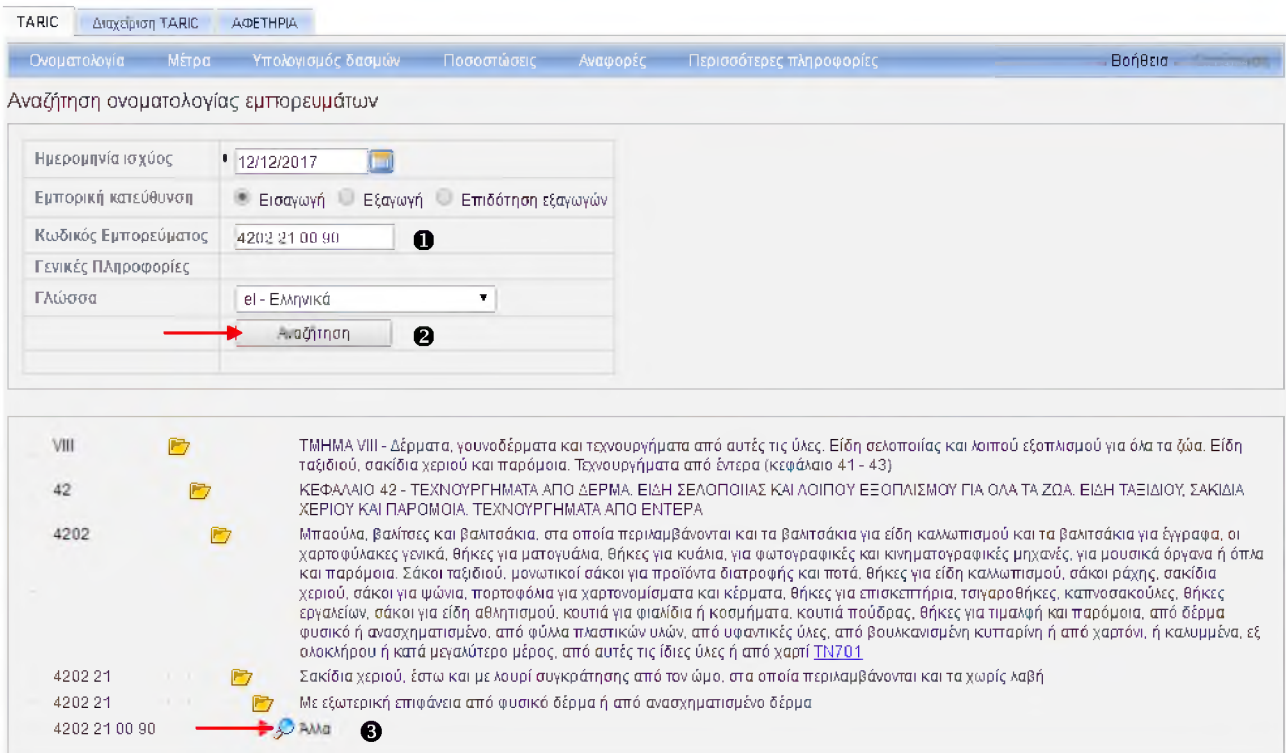 TARIC Διαχείριση TARIC ΑΦΕΤΗΡΙΑ
Ονοματολογία Μέτρα Υπολογισμός δασμών Ποσοστώσεις Αναφορές Περισσότερες πληροφορίες Βοήθεια
Αναζήτηση ονοματολογίας εμπορευμάτων
Ημερομηνία ισχύος 12/12/2017
Εμπορική κατεύθυνση Εισαγωγή Εξαγωγή Επιδότηση εξαγωγών
Κωδικός Εμπορεύματος 4202 21 00 90 ❶
Γενικές Πληροφορίες
Γλώσσα el - Ελληνικά
Αναζήτηση ❷
VIII ΤΜΗΜΑ VIII - Δέρματα, γουνοδέρματα και τεχνουργήματα από αυτές τις ύλες. Είδη σελοποιίας και λοιπού εξοπλισμού για όλα τα ζώα. Είδη
ταξιδιού, σακίδια χεριού και παρόμοια. Τεχνουργήματα από έντερα (κεφάλαιο 41 - 43)
42 ΚΕΦΑΛΑΙΟ 42 - ΤΕΧΝΟΥΡΓΗΜΑΤΑ ΑΠΟ ΔΕΡΜΑ. ΕΙΔΗ ΣΕΛΟΠΟΙΙΑΣ ΚΑΙ ΛΟΙΠΟΥ ΕΞΟΠΛΙΣΜΟΥ ΓΙΑ ΟΛΑ ΤΑ ΖΩΑ. ΕΙΔΗ ΤΑΞΙΔΙΟΥ, ΣΑΚΙΔΙΑ
ΧΕΡΙΟΥ ΚΑΙ ΠΑΡΟΜΟΙΑ. ΤΕΧΝΟΥΡΓΗΜΑΤΑ ΑΠΟ ΕΝΤΕΡΑ
4202 Μπαούλα, βαλίτσες και βαλιτσάκια, στα οποία περιλαμβάνονται και τα βαλιτσάκια για είδη καλλωπισμού και τα βαλιτσάκια για έγγραφα, οι
χαρτοφύλακες γενικά, θήκες για ματογυάλια, θήκες για κυάλια, για φωτογραφικές και κινηματογραφικές μηχανές, για μουσικά όργανα ή όπλα
και παρόμοια. Σάκοι ταξιδιού, μονωτικοί σάκοι για προϊόντα διατροφής και ποτά, θήκες για είδη καλλωπισμού, σάκοι ράχης, σακίδια
χεριού, σάκοι για ψώνια, πορτοφόλια για χαρτονομίσματα και κέρματα, θήκες για επισκεπτήρια, τσιγαροθήκες, καπνοσακούλες, θήκες
εργαλείων, σάκοι για είδη αθλητισμού, κουτιά για φιαλίδια ή κοσμήματα, κουτιά πούδρας, θήκες για τιμαλφή και παρόμοια, από δέρμα
φυσικό ή ανασχηματισμένο, από φύλλα πλαστικών υλών, από υφαντικές ύλες, από βουλκανισμένη κυτταρίνη ή από χαρτόνι, ή καλυμμένα, εξ
ολοκλήρου ή κατά μεγαλύτερο μέρος, από αυτές τις ίδιες ύλες ή από χαρτί TN701
4202 21 Σακίδια χεριού, έστω και με λουρί συγκράτησης από τον ώμο, στα οποία περιλαμβάνονται και τα χωρίς λαβή
4202 21 Με εξωτερική επιφάνεια από φυσικό δέρμα ή από ανασχηματισμένο δέρμα
4202 21 00 90 Άλλα ❸